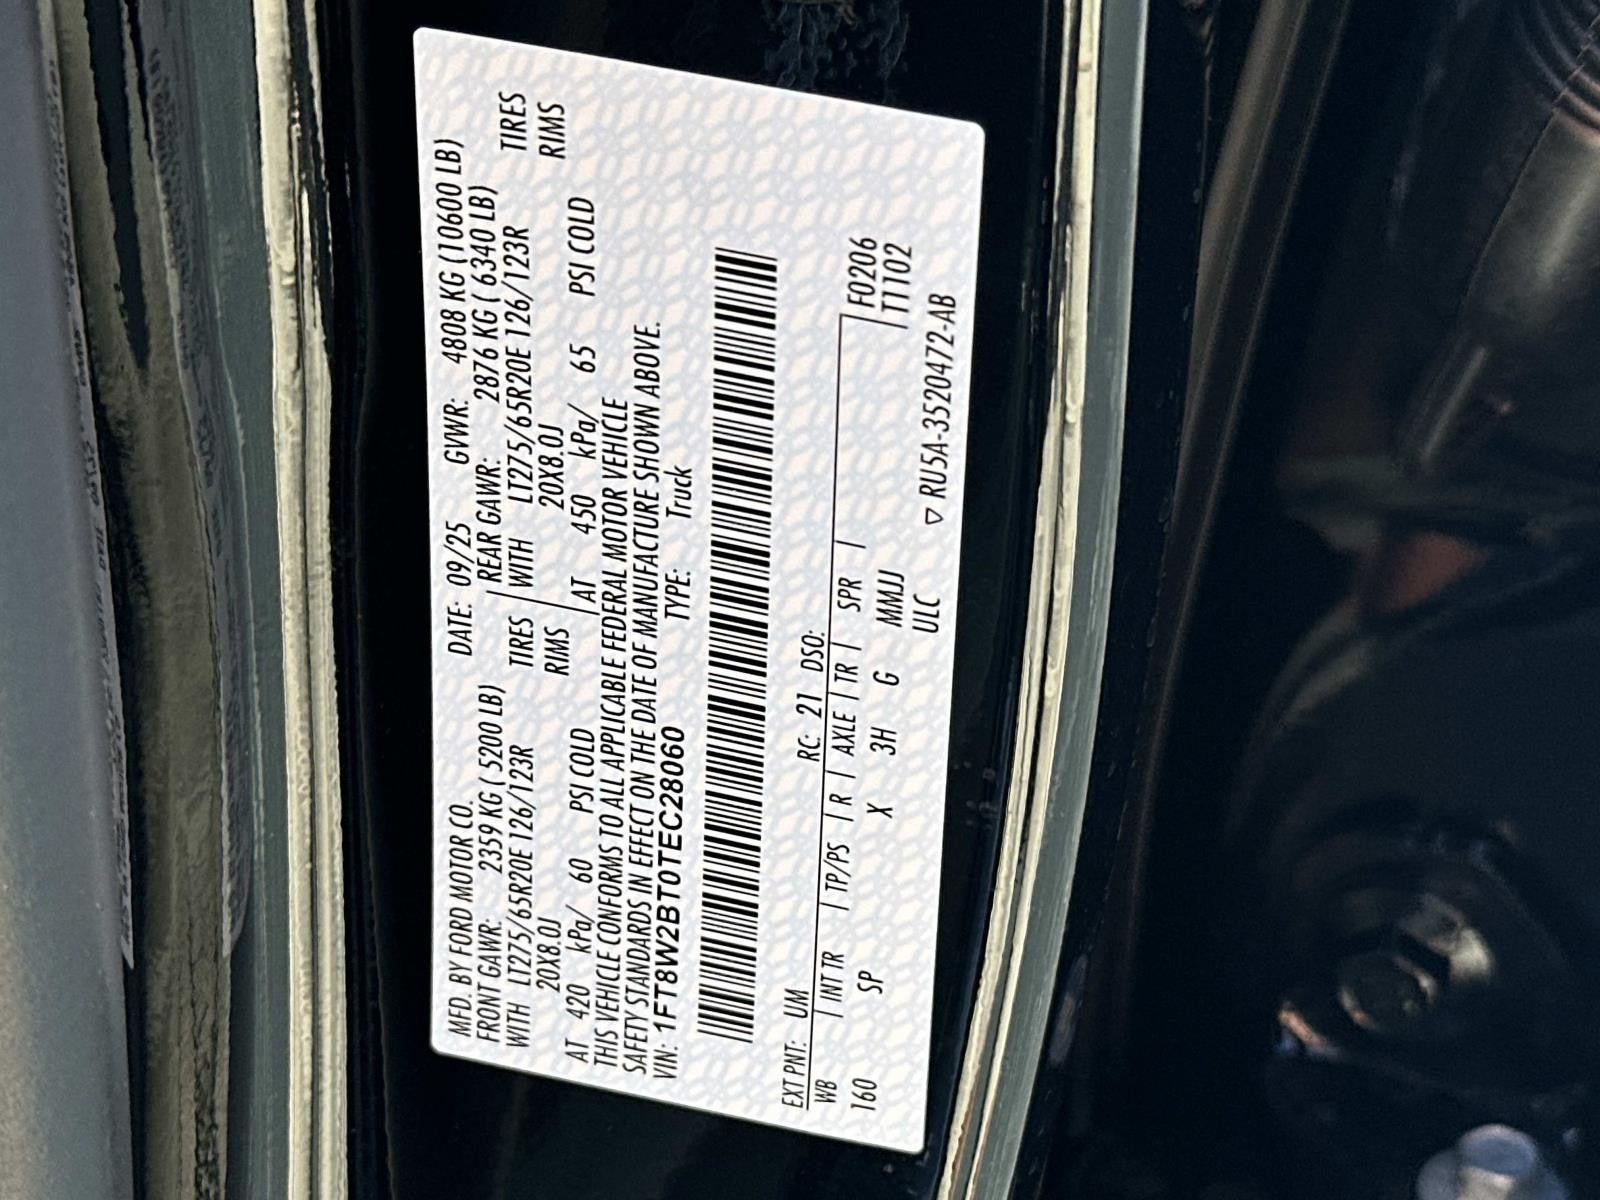 MFD. BY FORD MOTOR CO. DATE: 09/25 GVWR: 4808 KG (10600 LB)
FRONT GAWR: 2359 KG ( 5200 LB) REAR GAWR: 2876 KG ( 6340 LB)
WITH LT275/65R20E 126/123R TIRES WITH LT275/65R20E 126/123R TIRES
20X8.0J RIMS 20X8.0J RIMS
AT 420 kPa/ 60 PSI COLD AT 450 kPa/ 65 PSI COLD
THIS VEHICLE CONFORMS TO ALL APPLICABLE FEDERAL MOTOR VEHICLE
SAFETY STANDARDS IN EFFECT ON THE DATE OF MANUFACTURE SHOWN ABOVE.
VIN: 1FT8W2BT0TEC28060 TYPE: Truck
EXT PNT: UM RC: 21 DSO:
WB INT TR TP/PS R AXLE TR SPR F0206
160 SP X 3H G MMJJ T1102
ULC ▽ RU5A-3520472-AB